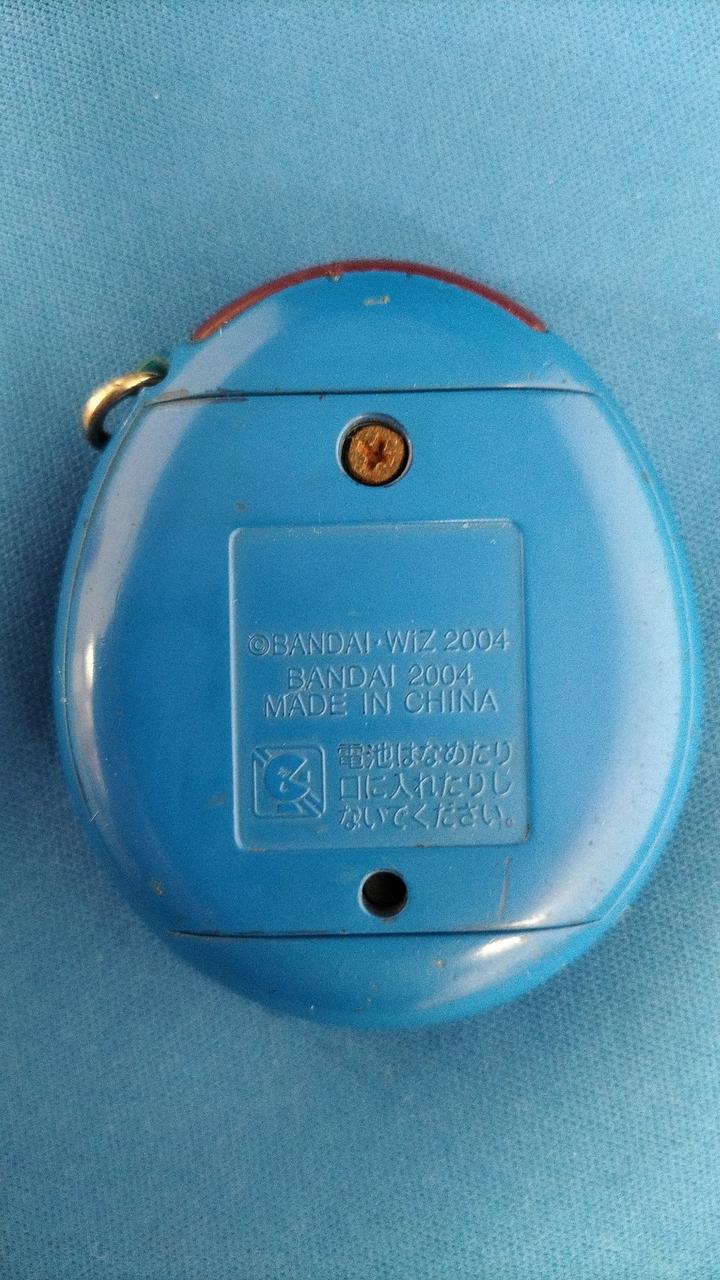 ©BANDAI・WiZ 2004
BANDAI 2004
MADE IN CHINA
電池はなめたり
口に入れたりし
ないでください。